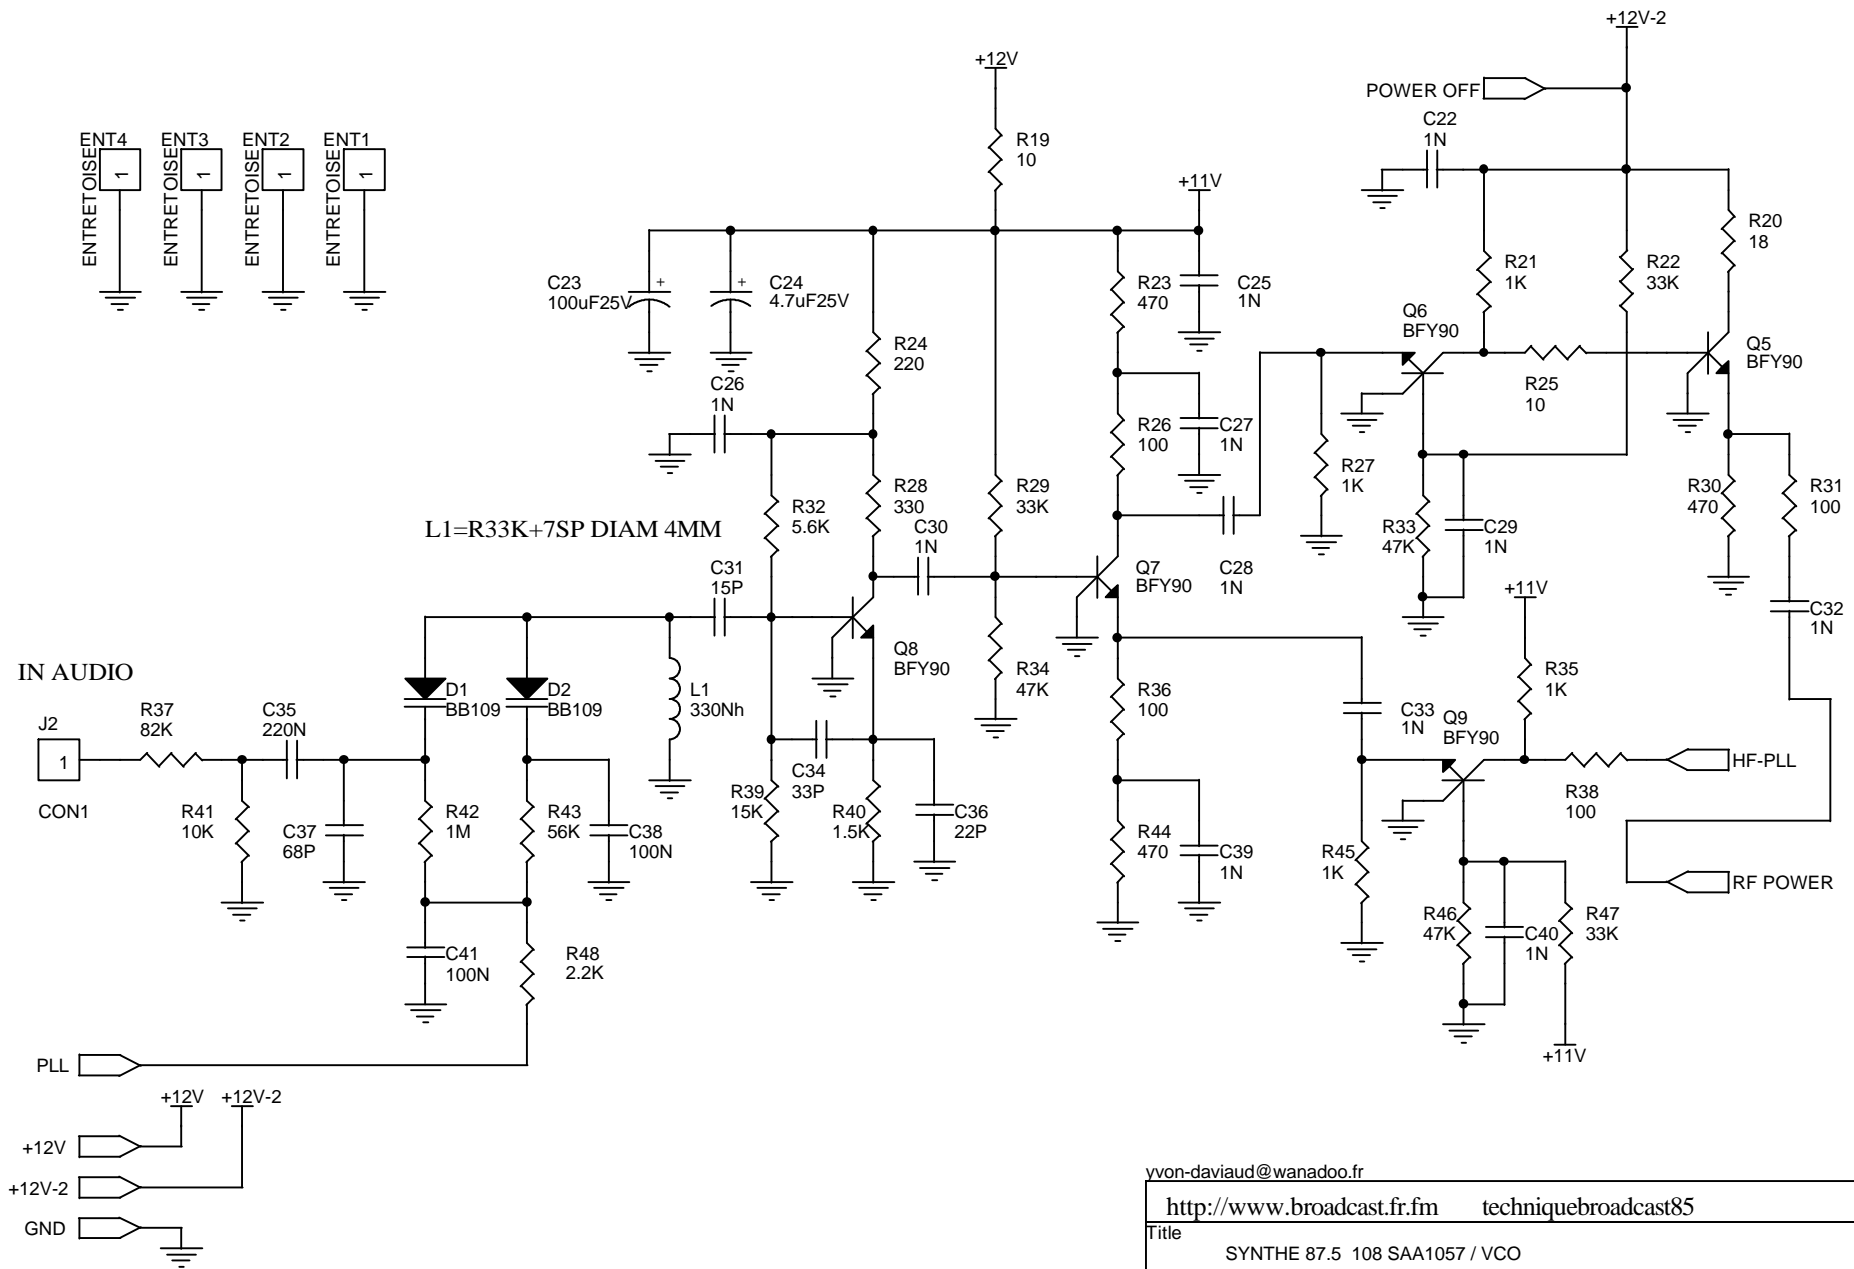 +12V-2
POWER OFF
C22
1N
+12V
R19
10
+11V
ENT4
ENTRETOISE
1
ENT3
ENTRETOISE
1
ENT2
ENTRETOISE
1
ENT1
ENTRETOISE
1
R20
18
R21
1K
R22
33K
C23
100uF25V
+
C24
4.7uF25V
+
R23
470
C25
1N
Q6
BFY90
R24
220
Q5
BFY90
C26
1N
R25
10
R26
100
C27
1N
R27
1K
R28
330
R29
33K
R30
470
R31
100
R32
5.6K
L1=R33K+7SP DIAM 4MM
C30
1N
R33
47K
C29
1N
C31
15P
Q7
BFY90
C28
1N
+11V
C32
1N
Q8
BFY90
R34
47K
R35
1K
IN AUDIO
D1
BB109
D2
BB109
L1
330Nh
R36
100
C33
1N
Q9
BFY90
J2
1
CON1
R37
82K
C35
220N
C34
33P
HF-PLL
R38
100
R41
10K
C37
68P
R42
1M
R43
56K
C38
100N
R39
15K
R40
1.5K
C36
22P
R44
470
C39
1N
R45
1K
RF POWER
R46
47K
C40
1N
R47
33K
C41
100N
R48
2.2K
+11V
PLL
+12V
+12V-2
+12V
+12V-2
GND
yvon-daviaud@wanadoo.fr
http://www.broadcast.fr.fm techniquebroadcast85
Title
SYNTHE 87.5 108 SAA1057 / VCO